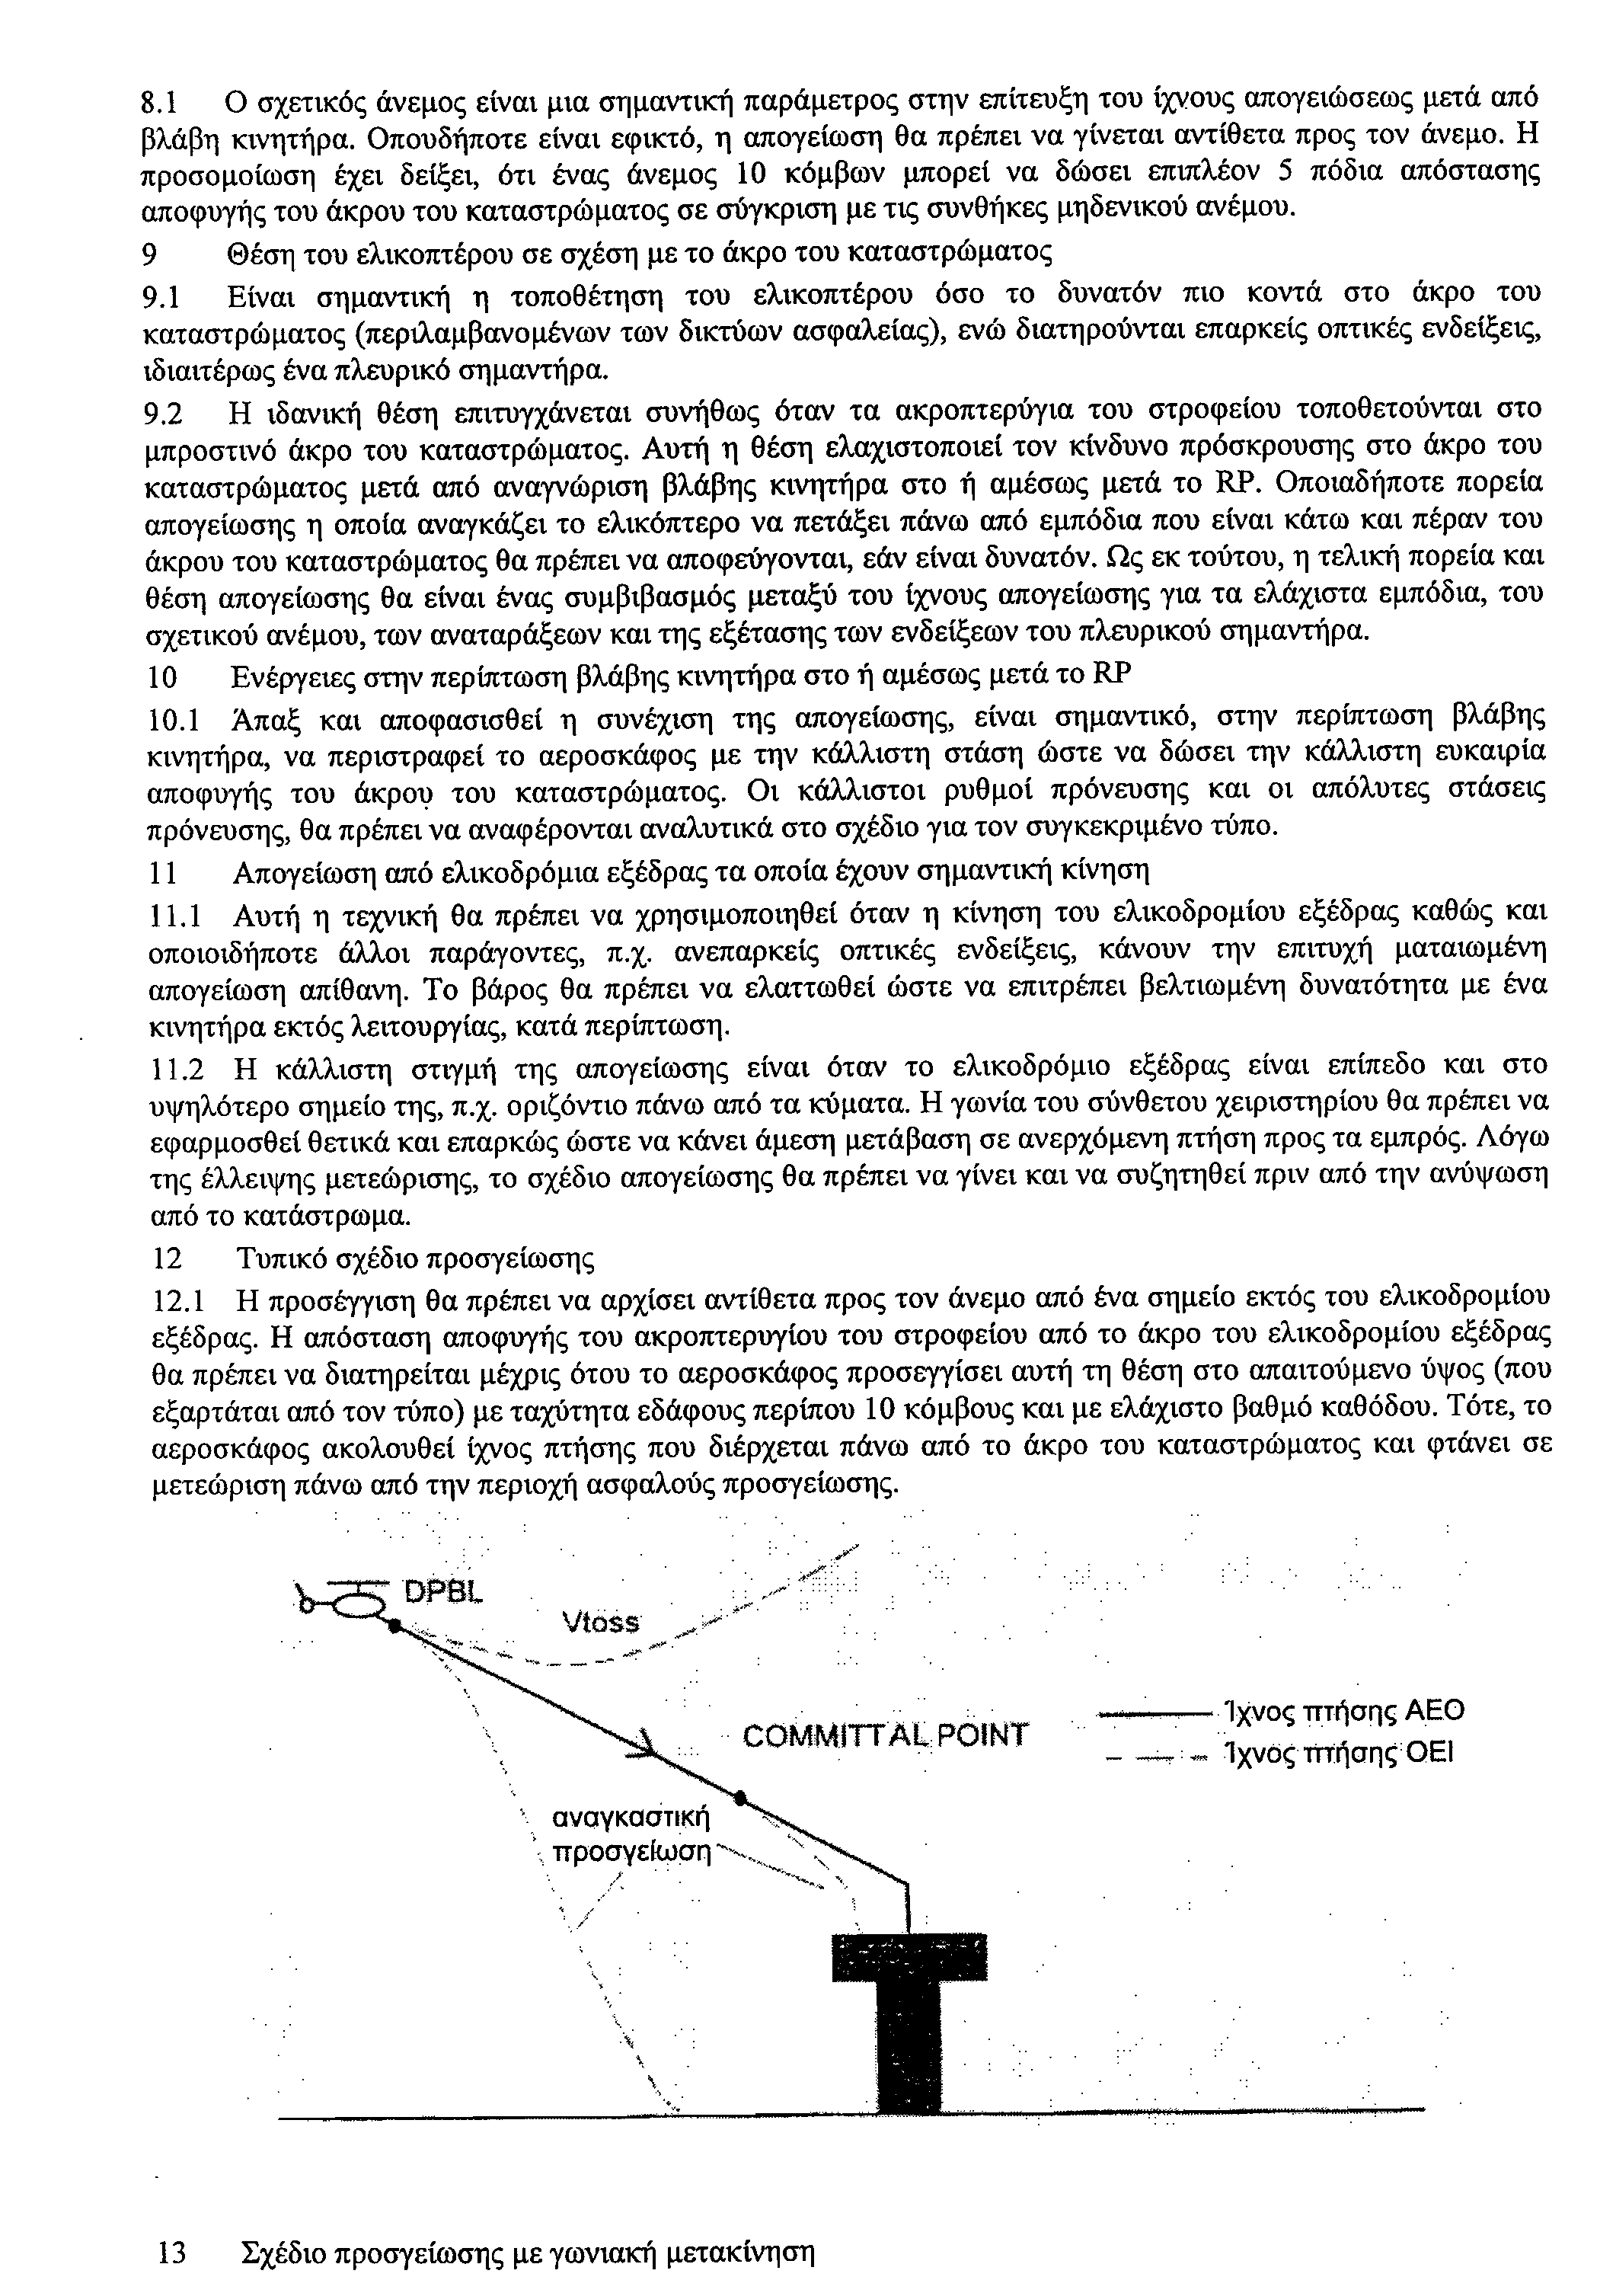 8.1 Ο σχετικός άνεμος είναι μια σημαντική παράμετρος στην επίτευξη του ίχνους απογειώσεως μετά από
βλάβη κινητήρα. Οπουδήποτε είναι εφικτό, η απογείωση θα πρέπει να γίνεται αντίθετα προς τον άνεμο. Η
προσομοίωση έχει δείξει, ότι ένας άνεμος 10 κόμβων μπορεί να δώσει επιπλέον 5 πόδια απόστασης
αποφυγής του άκρου του καταστρώματος σε σύγκριση με τις συνθήκες μηδενικού ανέμου.
9 Θέση του ελικοπτέρου σε σχέση με το άκρο του καταστρώματος
9.1 Είναι σημαντική η τοποθέτηση του ελικοπτέρου όσο το δυνατόν πιο κοντά στο άκρο του
καταστρώματος (περιλαμβανομένων των δικτύων ασφαλείας), ενώ διατηρούνται επαρκείς οπτικές ενδείξεις,
ιδιαιτέρως ένα πλευρικό σημαντήρα.
9.2 Η ιδανική θέση επιτυγχάνεται συνήθως όταν τα ακροπτερύγια του στροφείου τοποθετούνται στο
μπροστινό άκρο του καταστρώματος. Αυτή η θέση ελαχιστοποιεί τον κίνδυνο πρόσκρουσης στο άκρο του
καταστρώματος μετά από αναγνώριση βλάβης κινητήρα στο ή αμέσως μετά το RP. Οποιαδήποτε πορεία
απογείωσης η οποία αναγκάζει το ελικόπτερο να πετάξει πάνω από εμπόδια που είναι κάτω και πέραν του
άκρου του καταστρώματος θα πρέπει να αποφεύγονται, εάν είναι δυνατόν. Ως εκ τούτου, η τελική πορεία και
θέση απογείωσης θα είναι ένας συμβιβασμός μεταξύ του ίχνους απογείωσης για τα ελάχιστα εμπόδια, του
σχετικού ανέμου, των αναταράξεων και της εξέτασης των ενδείξεων του πλευρικού σημαντήρα.
10 Ενέργειες στην περίπτωση βλάβης κινητήρα στο ή αμέσως μετά το RP
10.1 Άπαξ και αποφασισθεί η συνέχιση της απογείωσης, είναι σημαντικό, στην περίπτωση βλάβης
κινητήρα, να περιστραφεί το αεροσκάφος με την κάλλιστη στάση ώστε να δώσει την κάλλιστη ευκαιρία
αποφυγής του άκρου του καταστρώματος. Οι κάλλιστοι ρυθμοί πρόνευσης και οι απόλυτες στάσεις
πρόνευσης, θα πρέπει να αναφέρονται αναλυτικά στο σχέδιο για τον συγκεκριμένο τύπο.
11 Απογείωση από ελικοδρόμια εξέδρας τα οποία έχουν σημαντική κίνηση
11.1 Αυτή η τεχνική θα πρέπει να χρησιμοποιηθεί όταν η κίνηση του ελικοδρομίου εξέδρας καθώς και
οποιοιδήποτε άλλοι παράγοντες, π.χ. ανεπαρκείς οπτικές ενδείξεις, κάνουν την επιτυχή ματαιωμένη
απογείωση απίθανη. Το βάρος θα πρέπει να ελαττωθεί ώστε να επιτρέπει βελτιωμένη δυνατότητα με ένα
κινητήρα εκτός λειτουργίας, κατά περίπτωση.
11.2 Η κάλλιστη στιγμή της απογείωσης είναι όταν το ελικοδρόμιο εξέδρας είναι επίπεδο και στο
υψηλότερο σημείο της, π.χ. οριζόντιο πάνω από τα κύματα. Η γωνία του σύνθετου χειριστηρίου θα πρέπει να
εφαρμοσθεί θετικά και επαρκώς ώστε να κάνει άμεση μετάβαση σε ανερχόμενη πτήση προς τα εμπρός. Λόγω
της έλλειψης μετεώρισης, το σχέδιο απογείωσης θα πρέπει να γίνει και να συζητηθεί πριν από την ανύψωση
από το κατάστρωμα.
12 Τυπικό σχέδιο προσγείωσης
12.1 Η προσέγγιση θα πρέπει να αρχίσει αντίθετα προς τον άνεμο από ένα σημείο εκτός του ελικοδρομίου
εξέδρας. Η απόσταση αποφυγής του ακροπτερυγίου του στροφείου από το άκρο του ελικοδρομίου εξέδρας
θα πρέπει να διατηρείται μέχρις ότου το αεροσκάφος προσεγγίσει αυτή τη θέση στο απαιτούμενο ύψος (που
εξαρτάται από τον τύπο) με ταχύτητα εδάφους περίπου 10 κόμβους και με ελάχιστο βαθμό καθόδου. Τότε, το
αεροσκάφος ακολουθεί ίχνος πτήσης που διέρχεται πάνω από το άκρο του καταστρώματος και φτάνει σε
μετεώριση πάνω από την περιοχή ασφαλούς προσγείωσης.
DPBL
Vtoss
COMMITTAL POINT
Ίχνος πτήσης AEO
Ίχνος πτήσης OEI
αναγκαστική
προσγείωση
13 Σχέδιο προσγείωσης με γωνιακή μετακίνηση